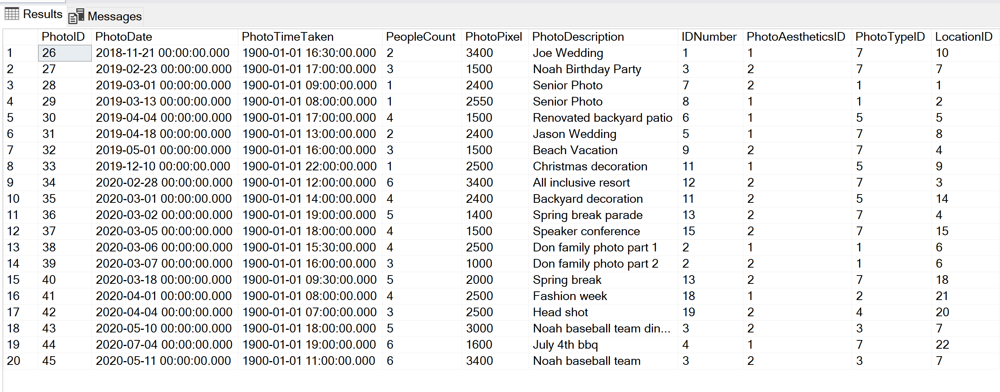 Results Messages
PhotoID PhotoDate PhotoTimeTaken PeopleCount PhotoPixel PhotoDescription IDNumber PhotoAestheticsID PhotoTypeID LocationID
1 26 2018-11-21 00:00:00.000 1900-01-01 16:30:00.000 2 3400 Joe Wedding 1 1 7 10
2 27 2019-02-23 00:00:00.000 1900-01-01 17:00:00.000 3 1500 Noah Birthday Party 3 2 7 7
3 28 2019-03-01 00:00:00.000 1900-01-01 09:00:00.000 1 2400 Senior Photo 7 2 1 1
4 29 2019-03-13 00:00:00.000 1900-01-01 08:00:00.000 1 2550 Senior Photo 8 1 1 2
5 30 2019-04-04 00:00:00.000 1900-01-01 17:00:00.000 4 1500 Renovated backyard patio 6 1 5 5
6 31 2019-04-18 00:00:00.000 1900-01-01 13:00:00.000 2 2400 Jason Wedding 5 1 7 8
7 32 2019-05-01 00:00:00.000 1900-01-01 16:00:00.000 3 1500 Beach Vacation 9 2 7 4
8 33 2019-12-10 00:00:00.000 1900-01-01 22:00:00.000 1 2500 Christmas decoration 11 1 5 9
9 34 2020-02-28 00:00:00.000 1900-01-01 12:00:00.000 6 3400 All inclusive resort 12 2 7 3
10 35 2020-03-01 00:00:00.000 1900-01-01 14:00:00.000 4 2400 Backyard decoration 11 2 5 14
11 36 2020-03-02 00:00:00.000 1900-01-01 19:00:00.000 5 1400 Spring break parade 13 2 7 4
12 37 2020-03-05 00:00:00.000 1900-01-01 18:00:00.000 4 1500 Speaker conference 15 2 7 15
13 38 2020-03-06 00:00:00.000 1900-01-01 15:30:00.000 4 2500 Don family photo part 1 2 1 1 6
14 39 2020-03-07 00:00:00.000 1900-01-01 16:00:00.000 3 1000 Don family photo part 2 2 2 1 6
15 40 2020-03-18 00:00:00.000 1900-01-01 09:30:00.000 5 2000 Spring break 13 2 7 18
16 41 2020-04-01 00:00:00.000 1900-01-01 08:00:00.000 4 2500 Fashion week 18 1 2 21
17 42 2020-04-04 00:00:00.000 1900-01-01 07:00:00.000 3 2500 Head shot 19 2 4 20
18 43 2020-05-10 00:00:00.000 1900-01-01 18:00:00.000 5 3000 Noah baseball team din... 3 2 3 7
19 44 2020-07-04 00:00:00.000 1900-01-01 19:00:00.000 6 1600 July 4th bbq 4 1 7 22
20 45 2020-05-11 00:00:00.000 1900-01-01 11:00:00.000 6 3400 Noah baseball team 3 2 3 7